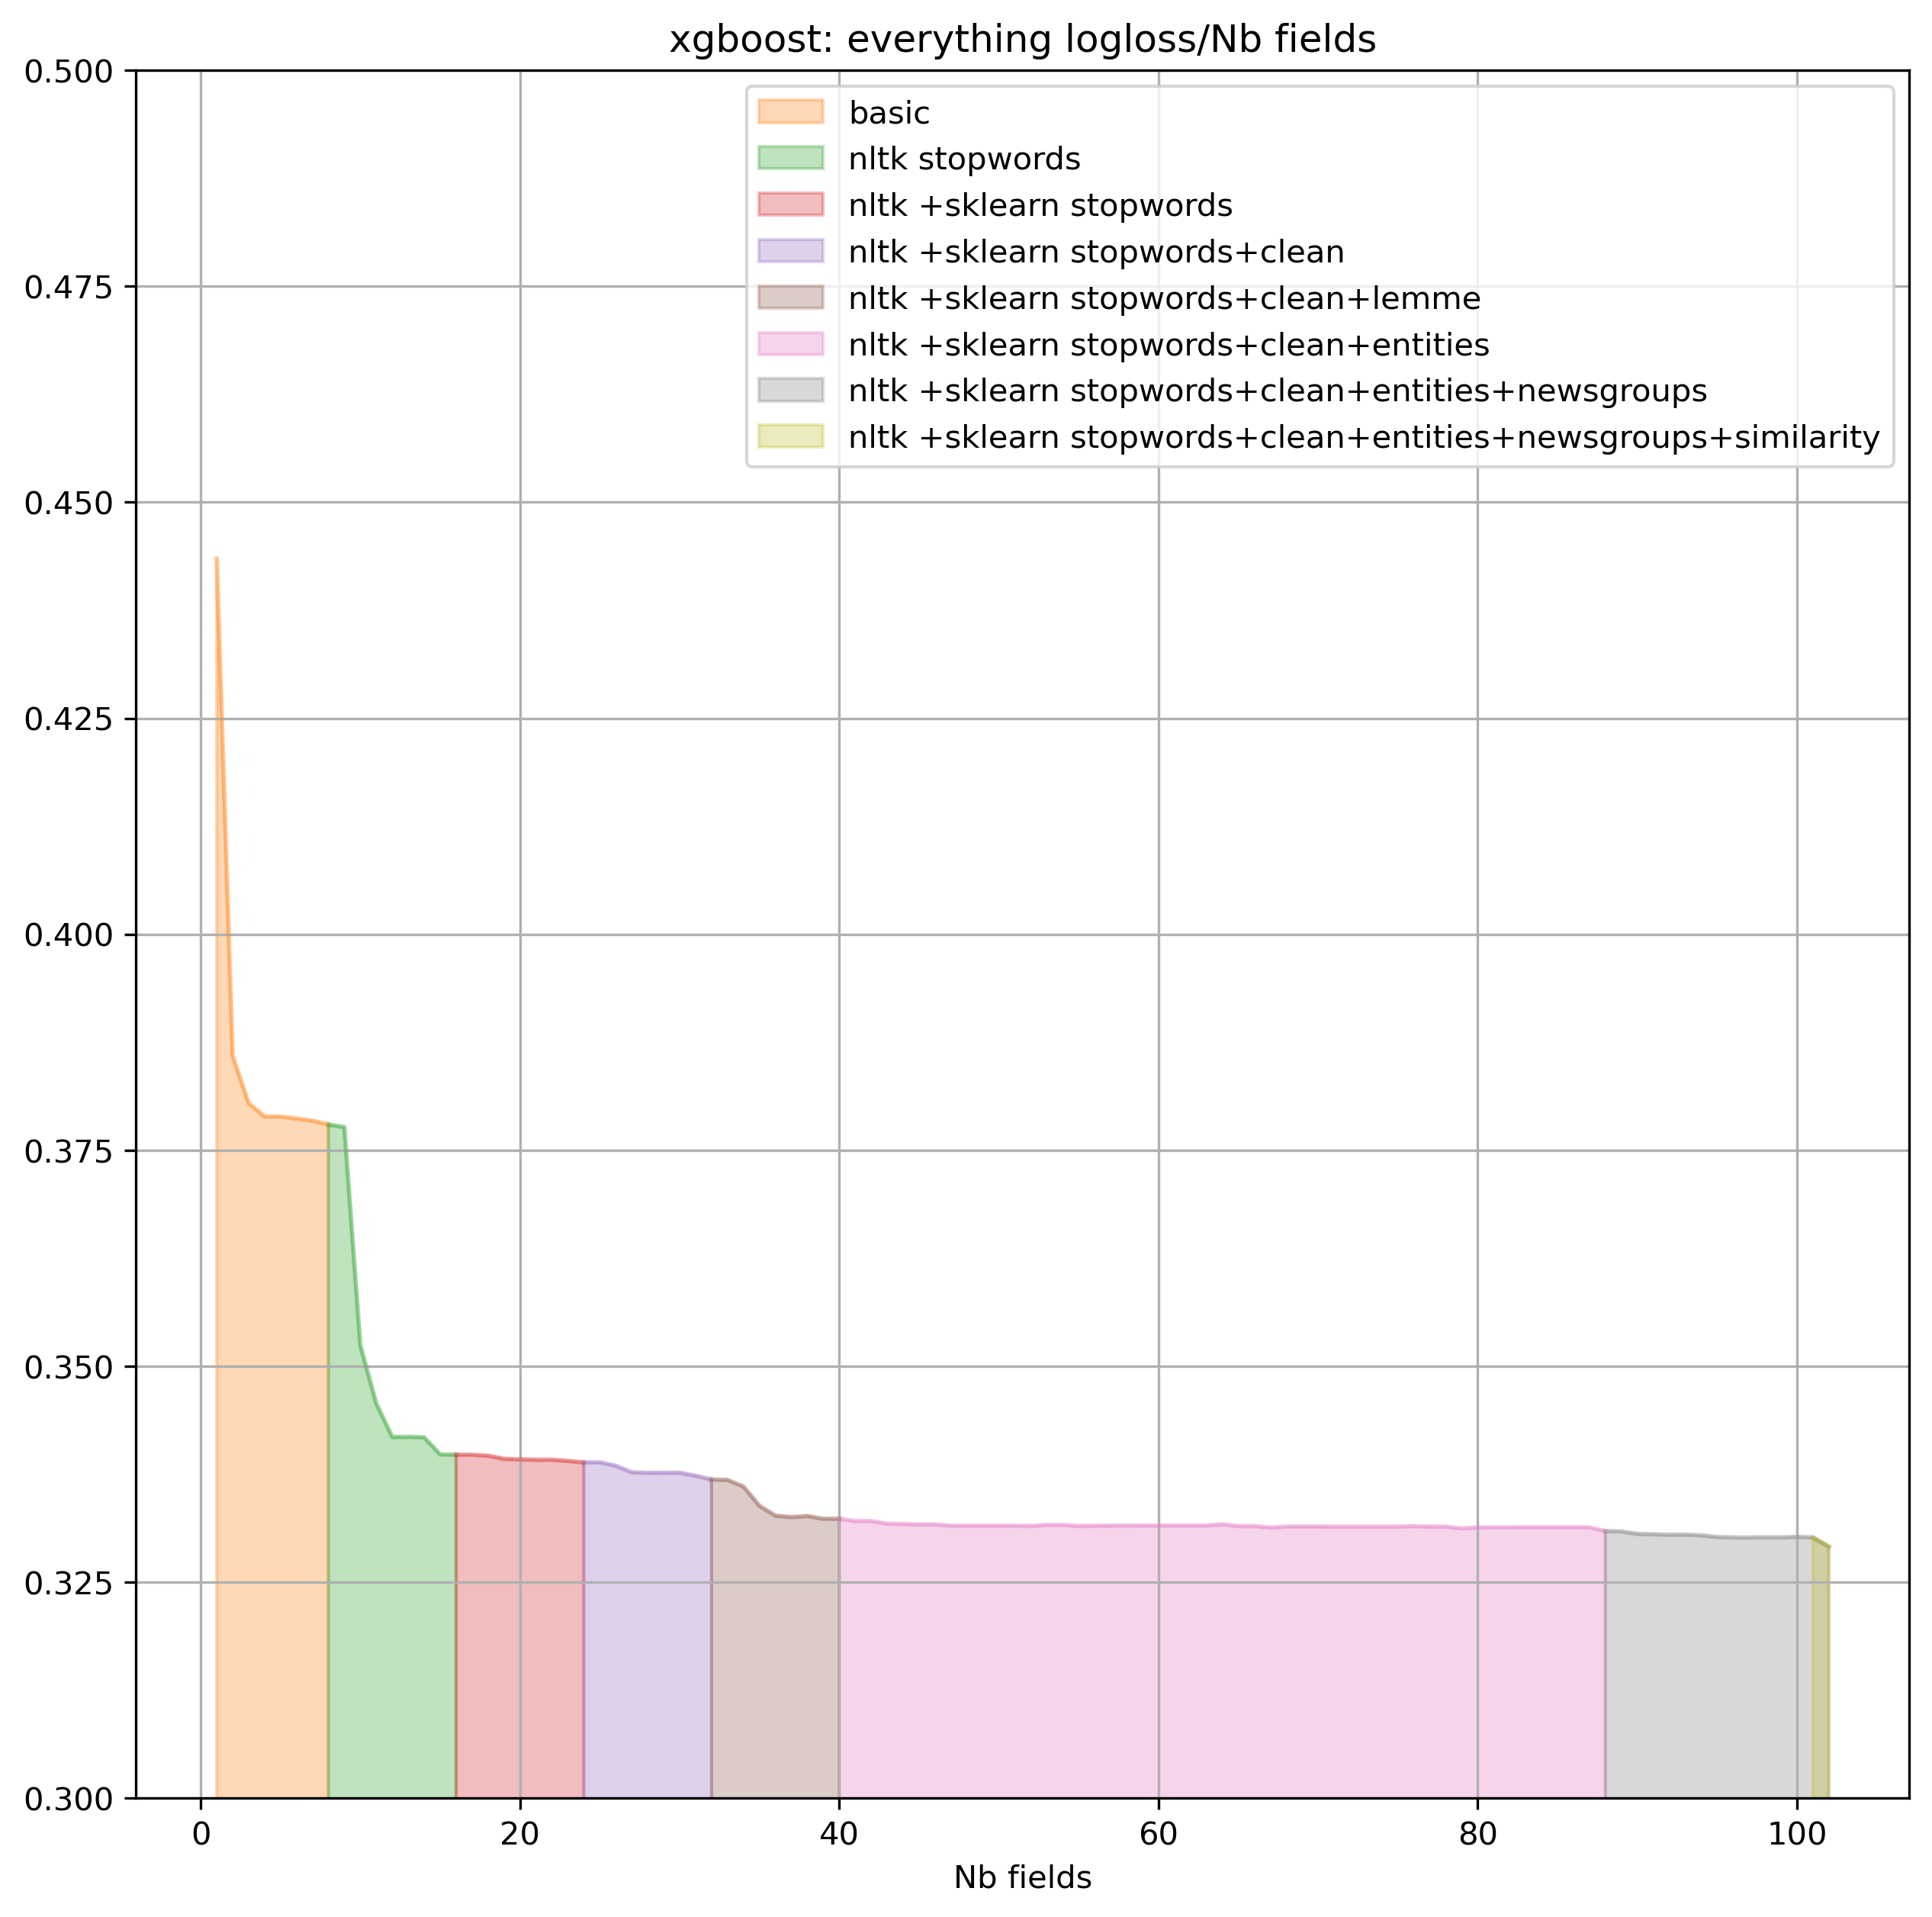 xgboost: everything logloss/Nb fields
0.500
0.475
0.450
0.425
0.400
0.375
0.350
0.325
0.300
basic
nltk stopwords
nltk +sklearn stopwords
nltk +sklearn stopwords+clean
nltk +sklearn stopwords+clean+lemme
nltk +sklearn stopwords+clean+entities
nltk +sklearn stopwords+clean+entities+newsgroups
nltk +sklearn stopwords+clean+entities+newsgroups+similarity
0 20 40 60 80 100
Nb fields